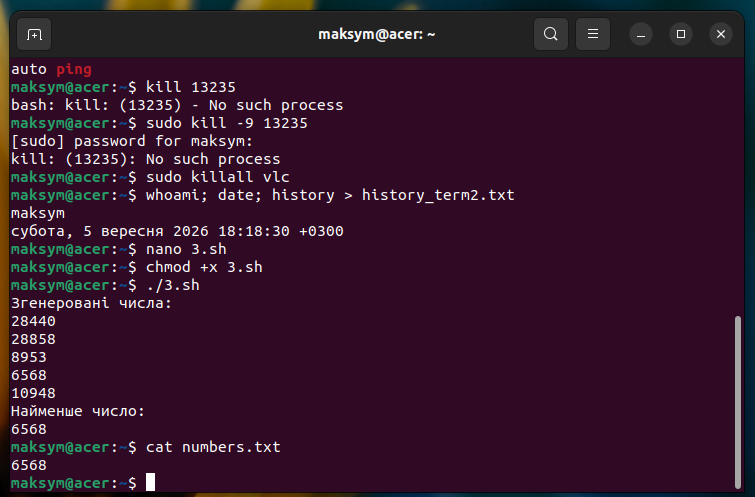 maksym@acer: ~
auto ping
maksym@acer:~$ kill 13235
bash: kill: (13235) - No such process
maksym@acer:~$ sudo kill -9 13235
[sudo] password for maksym:
kill: (13235): No such process
maksym@acer:~$ sudo killall vlc
maksym@acer:~$ whoami; date; history > history_term2.txt
maksym
субота, 5 вересня 2026 18:18:30 +0300
maksym@acer:~$ nano 3.sh
maksym@acer:~$ chmod +x 3.sh
maksym@acer:~$ ./3.sh
Згенеровані числа:
28440
28858
8953
6568
10948
Найменше число:
6568
maksym@acer:~$ cat numbers.txt
6568
maksym@acer:~$